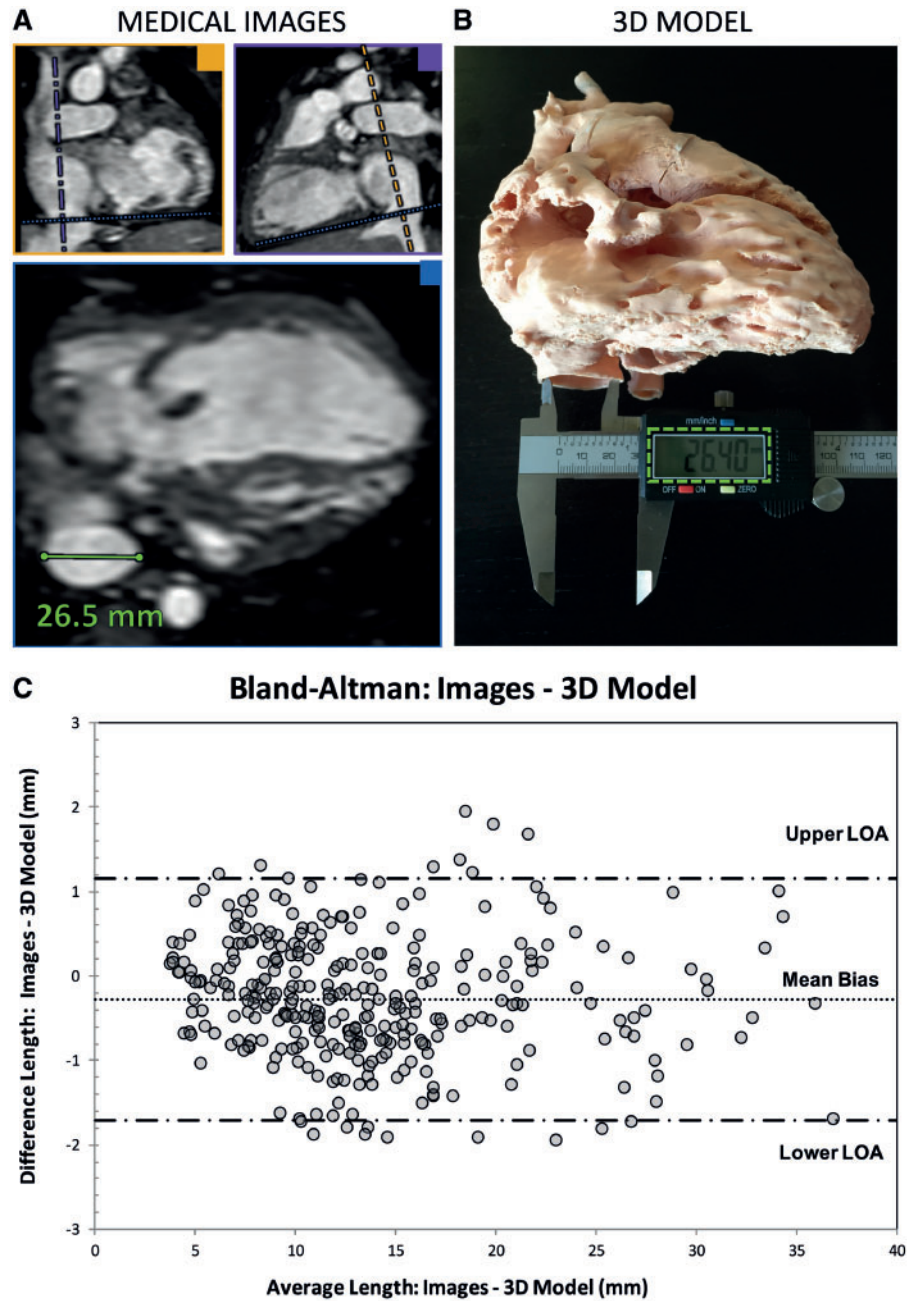 A MEDICAL IMAGES
B 3D MODEL
26.5 mm
mm/inch
26.40
0 10 20 3
100 110 120
OFF ON ZERO
C Bland-Altman: Images - 3D Model
Difference Length: Images - 3D Model (mm)
3
2
1
0
-1
-2
-3
Upper LOA
Mean Bias
Lower LOA
0 5 10 15 20 25 30 35 40
Average Length: Images - 3D Model (mm)